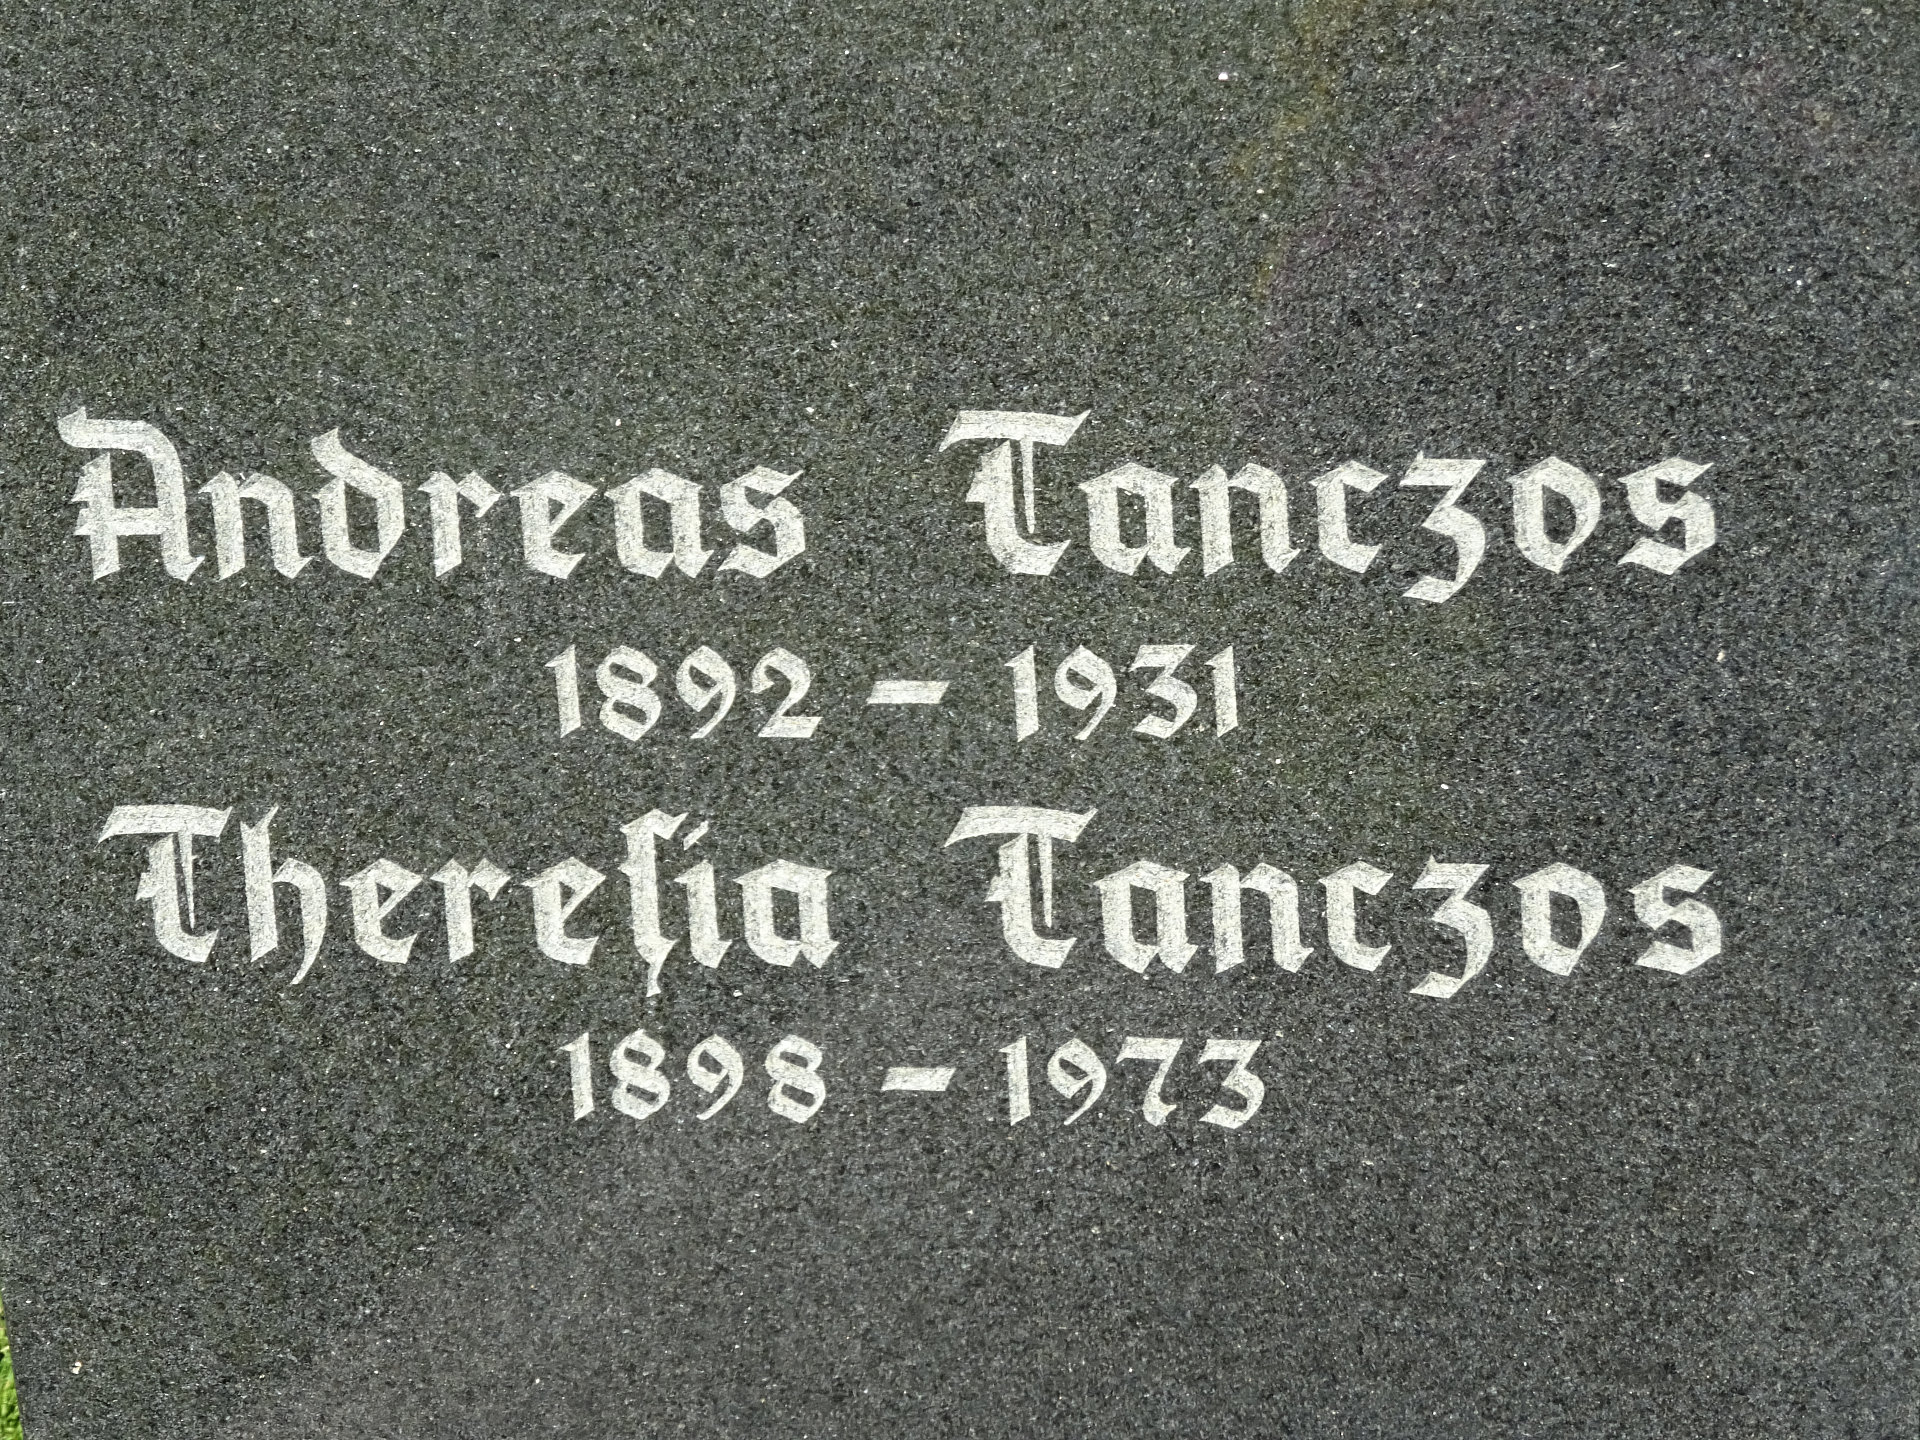 Andreas Tanczos
1892 - 1931
Thereſia Tanczos
1898 - 1973